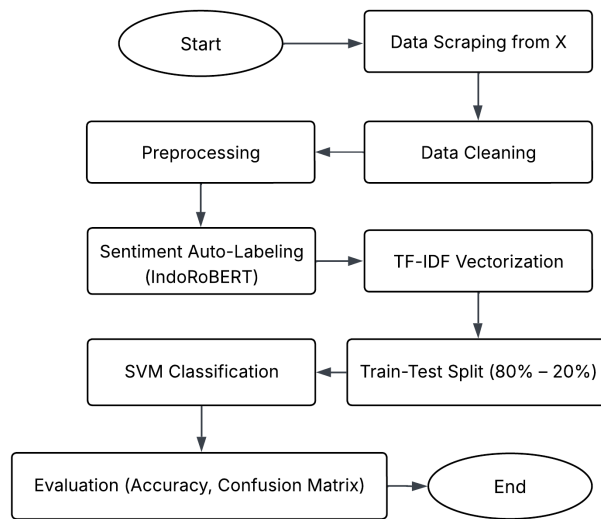 Start
Data Scraping from X
Data Cleaning
Preprocessing
Sentiment Auto-Labeling
(IndoRoBERT)
TF-IDF Vectorization
Train-Test Split (80% – 20%)
SVM Classification
Evaluation (Accuracy, Confusion Matrix)
End